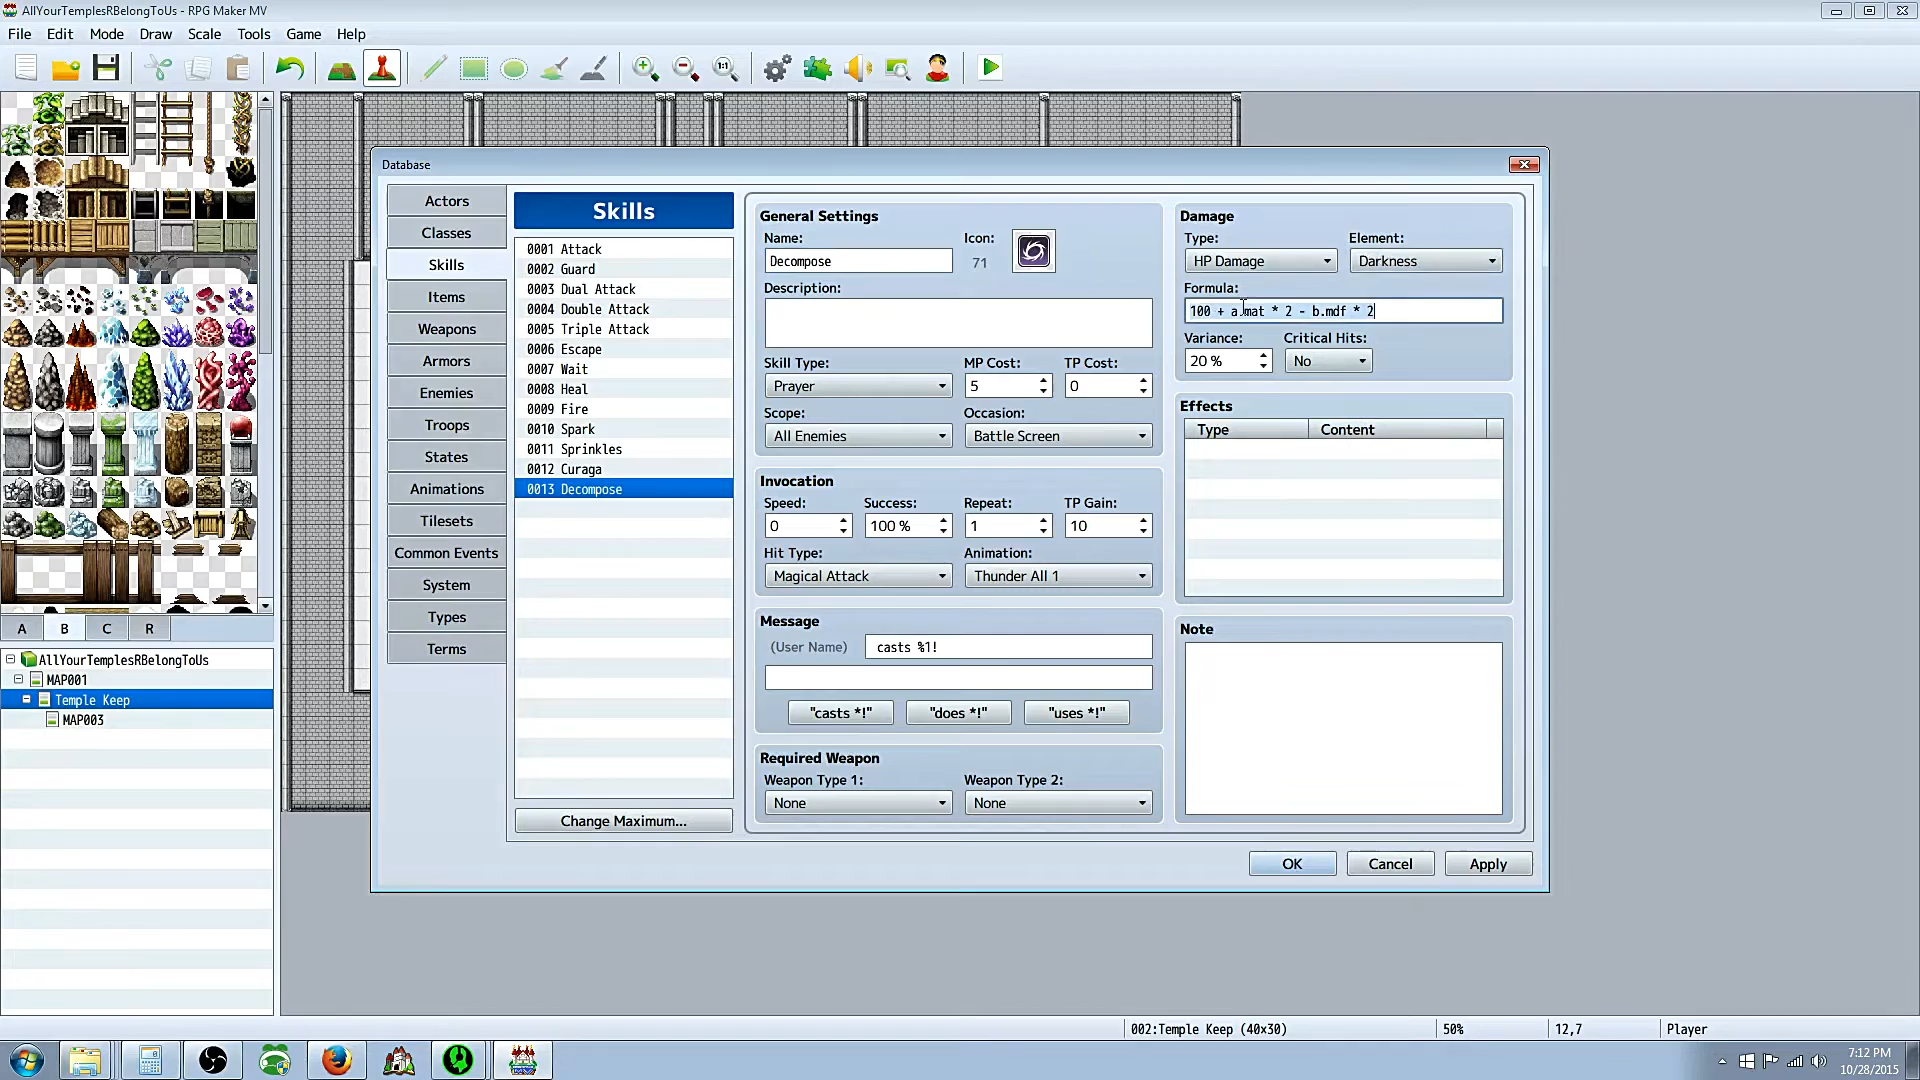 AllYourTemplesRBelongToUs - RPG Maker MV
File Edit Mode Draw Scale Tools Game Help
1:1
Database
Actors
Classes
Skills
Items
Weapons
Armors
Enemies
Troops
States
Animations
Tilesets
Common Events
System
Types
Terms
Skills
0001 Attack
0002 Guard
0003 Dual Attack
0004 Double Attack
0005 Triple Attack
0006 Escape
0007 Wait
0008 Heal
0009 Fire
0010 Spark
0011 Sprinkles
0012 Curaga
0013 Decompose
Change Maximum...
General Settings
Name: Icon:
Decompose 71
Description:
Skill Type: MP Cost: TP Cost:
Prayer 5 0
Scope: Occasion:
All Enemies Battle Screen
Invocation
Speed: Success: Repeat: TP Gain:
0 100 % 1 10
Hit Type: Animation:
Magical Attack Thunder All 1
Message
(User Name) casts %1!
"casts *!" "does *!" "uses *!"
Required Weapon
Weapon Type 1: Weapon Type 2:
None None
Damage
Type: Element:
HP Damage Darkness
Formula:
100 + a.mat * 2 - b.mdf * 2
Variance: Critical Hits:
20 % No
Effects
Type Content
Note
OK Cancel Apply
A B C R
AllYourTemplesRBelongToUs
MAP001
Temple Keep
MAP003
002:Temple Keep (40x30) 50% 12,7 Player
7:12 PM
10/28/2015